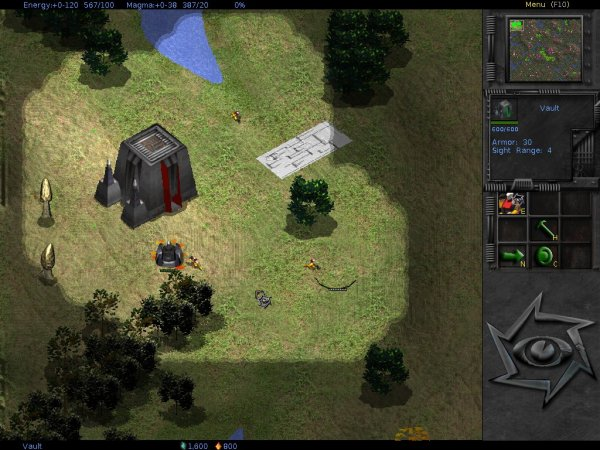 Energy:+0-120 567/100 Magma:+0-38 387/20 0% Menu (F10)
Vault
600/600
Armor: 30
Sight Range: 4
E
H
N
C
Vault 1,600 800